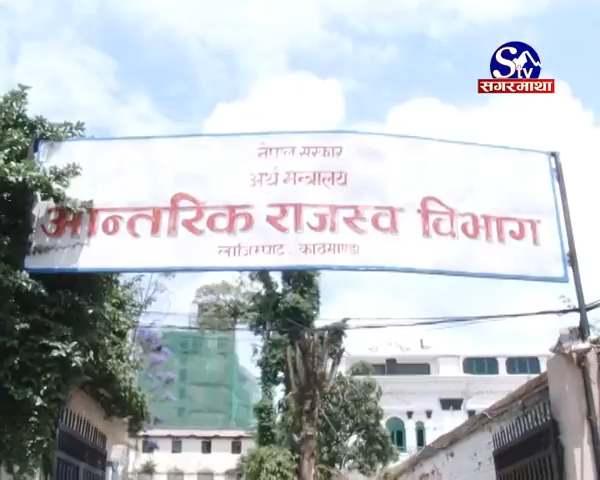 STV
सगरमाथा
नेपाल सरकार
अर्थ मन्त्रालय
आन्तरिक राजस्व विभाग
लाजिम्पाट, काठमाण्डौ